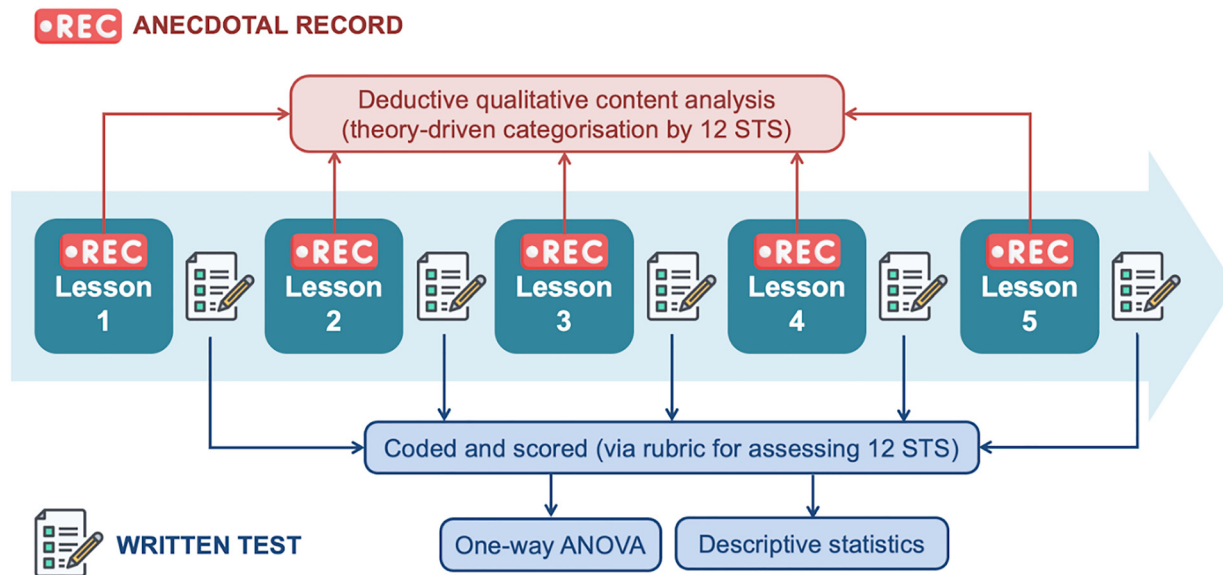 REC ANECDOTAL RECORD
Deductive qualitative content analysis
(theory-driven categorisation by 12 STS)
REC
Lesson
1
REC
Lesson
2
REC
Lesson
3
REC
Lesson
4
REC
Lesson
5
Coded and scored (via rubric for assessing 12 STS)
WRITTEN TEST
One-way ANOVA
Descriptive statistics